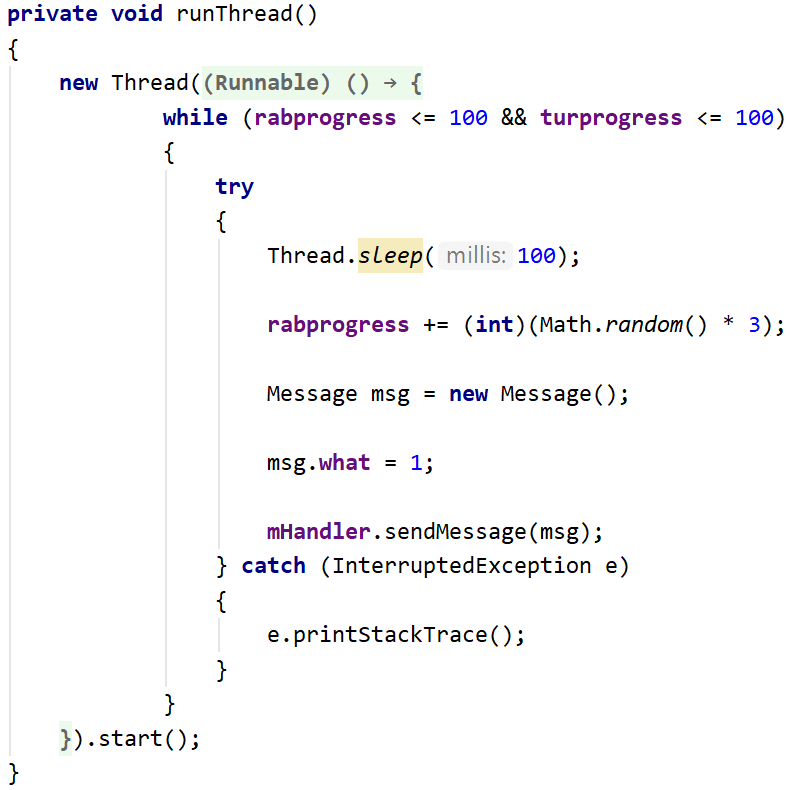 private void runThread()
{
    new Thread((Runnable) () → {
            while (rabprogress <= 100 && turprogress <= 100)
            {
                try
                {
                    Thread.sleep( millis: 100);
                    rabprogress += (int)(Math.random() * 3);
                    Message msg = new Message();
                    msg.what = 1;
                    mHandler.sendMessage(msg);
                } catch (InterruptedException e)
                {
                    e.printStackTrace();
                }
            }
    }).start();
}